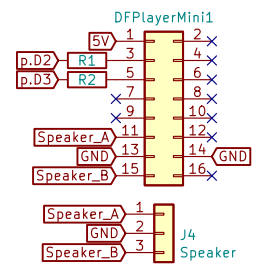 DFPlayerMini1
5V 1 2
p.D2 R1 3 4
p.D3 R2 5 6
7 8
9 10
Speaker_A 11 12
GND 13 14 GND
Speaker_B 15 16
Speaker_A 1
GND 2 J4
Speaker_B 3 Speaker